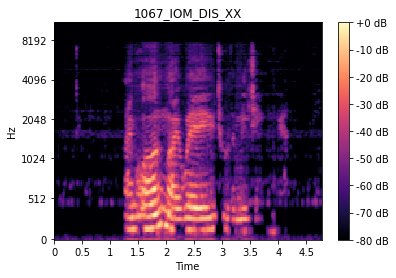 1067_IOM_DIS_XX
+0 dB
8192
-10 dB
4096
-20 dB
-30 dB
Hz
2048
-40 dB
1024
-50 dB
512
-60 dB
-70 dB
0
-80 dB
0 0.5 1 1.5 2 2.5 3 3.5 4 4.5
Time